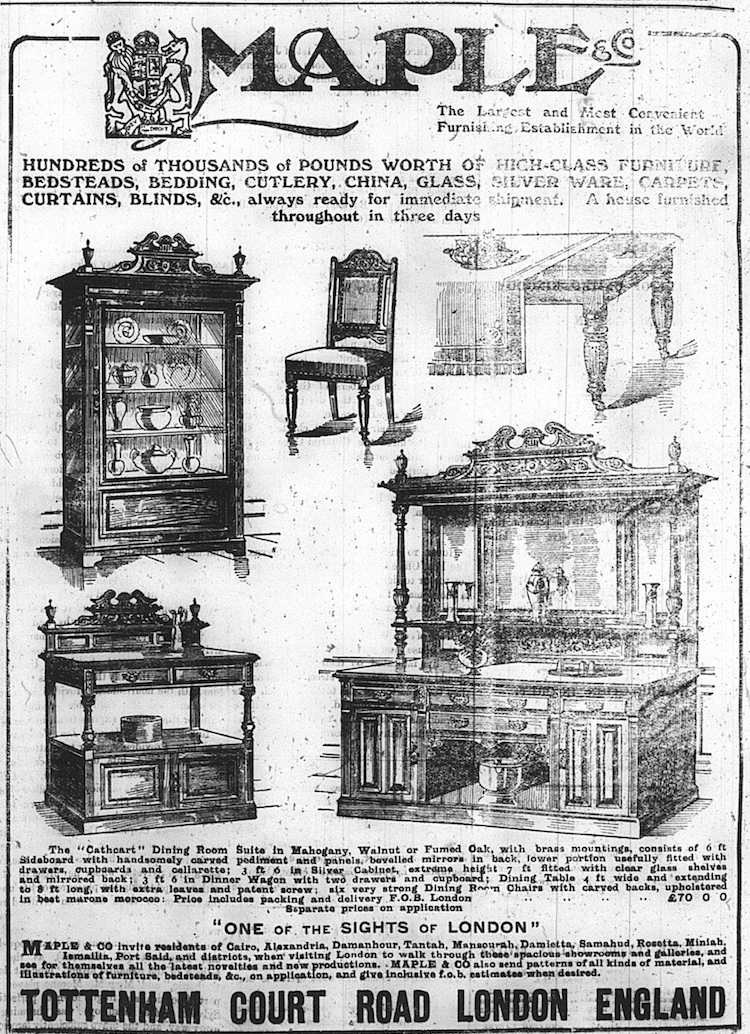 MAPLE & Co
The Largest and Most Convenient
Furnishing Establishment in the World
HUNDREDS of THOUSANDS of POUNDS WORTH OF HIGH-CLASS FURNITURE,
BEDSTEADS, BEDDING, CUTLERY, CHINA, GLASS, SILVER WARE, CARPETS,
CURTAINS, BLINDS, &c., always ready for immediate shipment. A house furnished
throughout in three days
The "Cathcart" Dining Room Suite in Mahogany, Walnut or Fumed Oak, with brass mountings, consists of 6 ft
Sideboard with handsomely carved pediment and panels, bevelled mirrors in back, lower portion usefully fitted with
drawers, cupboards and cellarette; 3 ft 6 in Silver Cabinet, extreme height 7 ft fitted with clear glass shelves
and mirrored back; 3 ft 6 in Dinner Wagon with two drawers and cupboard; Dining Table 4 ft wide and extending
to 8 ft long, with extra leaves and patent screw; six very strong Dining Room Chairs with carved backs, upholstered
in best marone morocco: Price includes packing and delivery F.O.B. London .. .. .. .. £70 0 0
Separate prices on application
"ONE OF THE SIGHTS OF LONDON"
MAPLE & CO invite residents of Cairo, Alexandria, Damanhour, Tantah, Mansourah, Damietta, Samahud, Rosetta, Miniah,
Ismailia, Port Said, and districts, when visiting London to walk through these spacious showrooms and galleries, and
see for themselves all the latest novelties and new productions. MAPLE & CO also send patterns of all kinds of material, and
illustrations of furniture, bedsteads, &c., on application, and give inclusive f.o.b. estimates when desired.
TOTTENHAM COURT ROAD LONDON ENGLAND